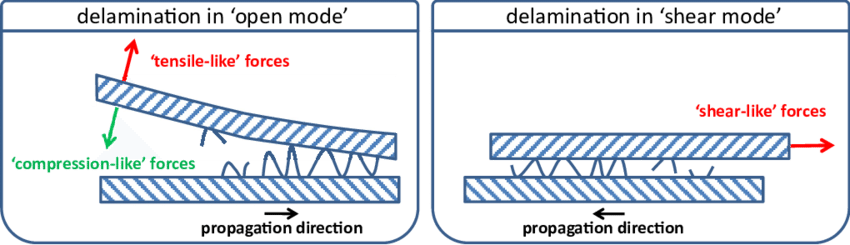 delamination in ‘open mode’
‘tensile-like’ forces
‘compression-like’ forces
propagation direction
delamination in ‘shear mode’
‘shear-like’ forces
propagation direction